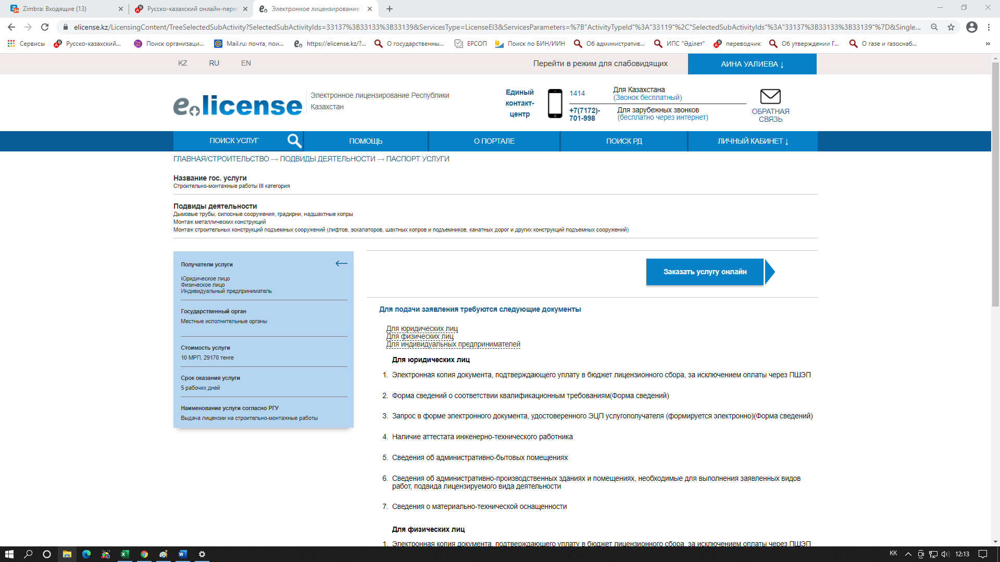 Zimbra: Входящие (13)
Русско-казахский онлайн-пере
Электронное лицензирование
elicense.kz/LicensingContent/TreeSelectedSubActivity?SelectedSubActivityIds=33137%3B33133%3B33139&ServicesType=LicenseEl3&ServicesParameters=%7B"ActivityTypeId"%3A"33119"%2C"SelectedSubActivityIds"%3A"33137%3B33133%3B33139"%7D&Single...
Сервисы
Русско-казахский...
Поиск организаци...
Mail.ru: почта, пои...
https://elicense.kz/?...
О государственны...
ЕРСОП
Поиск по БИН/ИИН
Об административ...
ИПС "Әділет"
переводчик
Об утверждении Г...
О газе и газоснаб...
»
KZ RU EN
Перейти в режим для слабовидящих
АИНА УАЛИЕВА ↓
e.license
Электронное лицензирование Республики
Казахстан
Единый
контакт-
центр
1414
Для Казахстана
(Звонок бесплатный)
+7(7172)-
701-998
Для зарубежных звонков
(бесплатно через интернет)
ОБРАТНАЯ
СВЯЗЬ
ПОИСК УСЛУГ
ПОМОЩЬ
О ПОРТАЛЕ
ПОИСК РД
ЛИЧНЫЙ КАБИНЕТ ↓
ГЛАВНАЯ/СТРОИТЕЛЬСТВО → ПОДВИДЫ ДЕЯТЕЛЬНОСТИ → ПАСПОРТ УСЛУГИ
Название гос. услуги
Строительно-монтажные работы III категория
Подвиды деятельности
Дымовые трубы, силосные сооружения, градирни, надшахтные копры
Монтаж металлических конструкций
Монтаж строительных конструкций подъемных сооружений (лифтов, эскалаторов, шахтных копров и подъемников, канатных дорог и других конструкций подъемных сооружений)
Получатели услуги
Юридическое лицо
Физическое лицо
Индивидуальный предприниматель
Государственный орган
Местные исполнительные органы
Стоимость услуги
10 МРП, 29170 тенге
Срок оказания услуги
5 рабочих дней
Наименование услуги согласно РГУ
Выдача лицензии на строительно-монтажные работы
Заказать услугу онлайн
Для подачи заявления требуются следующие документы
Для юридических лиц
Для физических лиц
Для индивидуальных предпринимателей
Для юридических лиц
1. Электронная копия документа, подтверждающего уплату в бюджет лицензионного сбора, за исключением оплаты через ПШЭП
2. Форма сведений о соответствии квалификационным требованиям(Форма сведений)
3. Запрос в форме электронного документа, удостоверенного ЭЦП услугополучателя (формируется электронно)(Форма сведений)
4. Наличие аттестата инженерно-технического работника
5. Сведения об административно-бытовых помещениях
6. Сведения об административно-производственных зданиях и помещениях, необходимые для выполнения заявленных видов
работ, подвида лицензируемого вида деятельности
7. Сведения о материально-технической оснащенности
Для физических лиц
1. Электронная копия документа, подтверждающего уплату в бюджет лицензионного сбора, за исключением оплаты через ПШЭП
KK
12:13